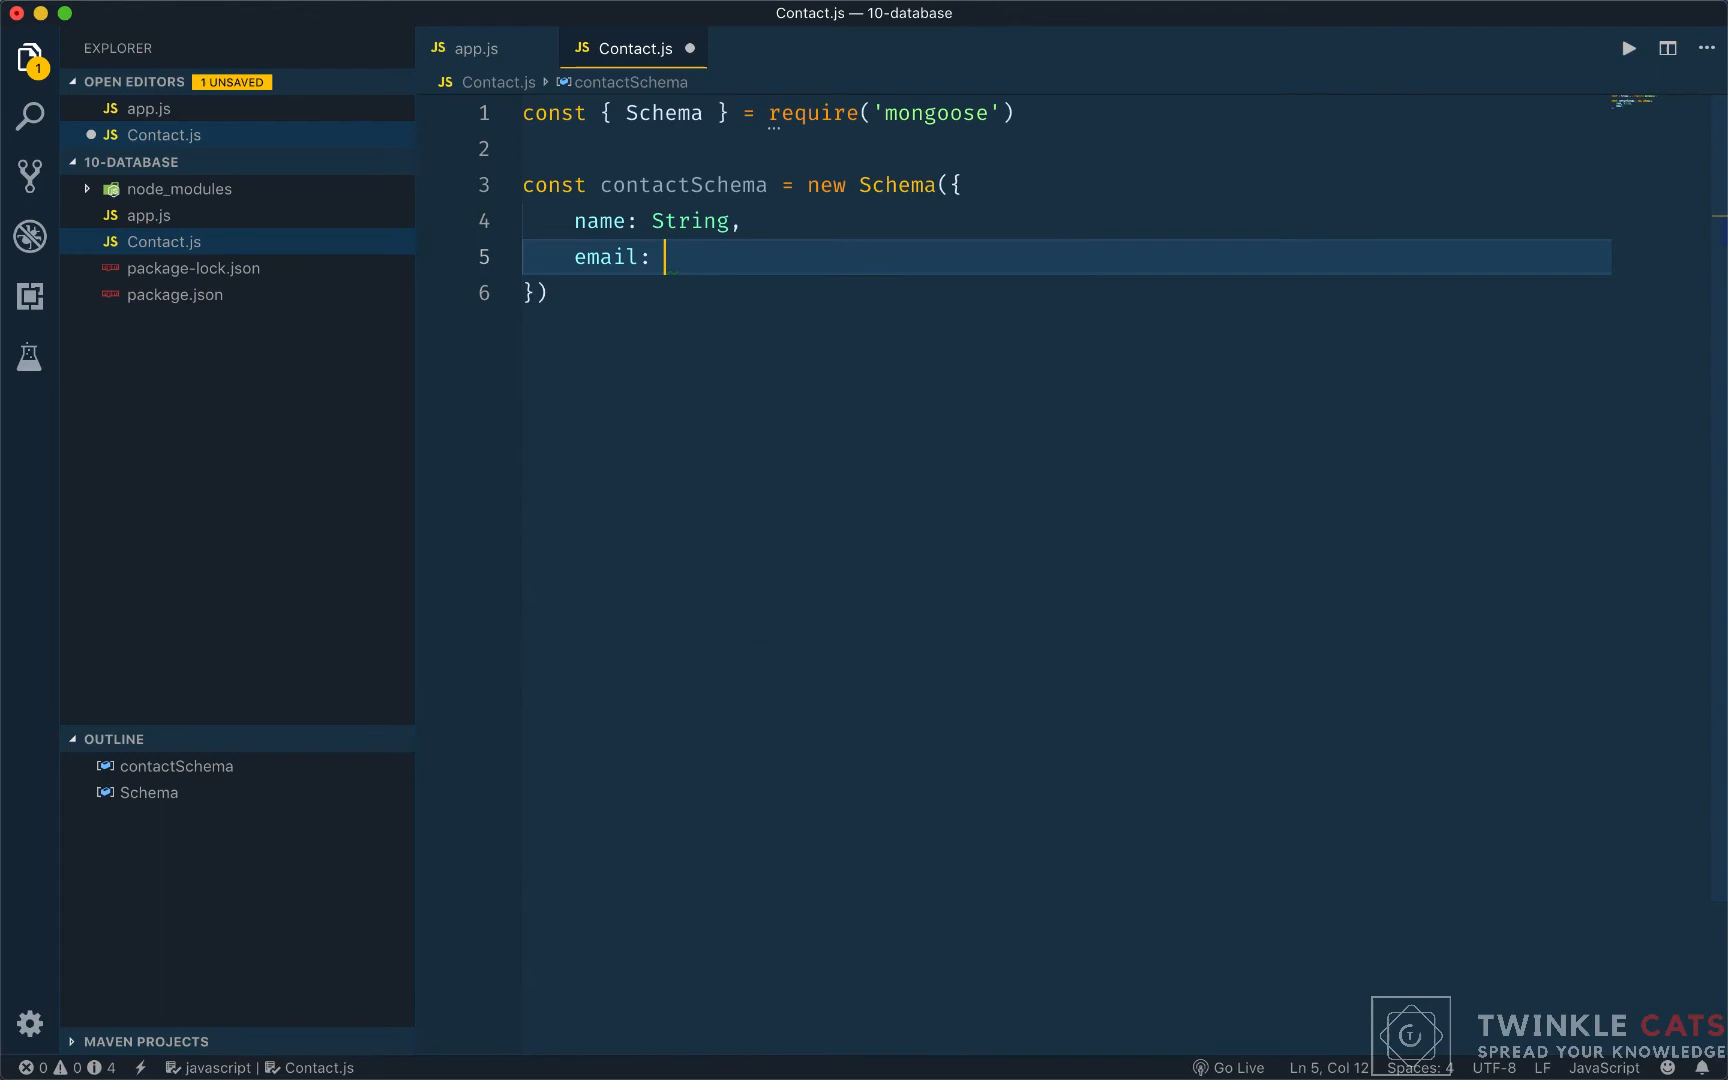 Contact.js — 10-database
EXPLORER
OPEN EDITORS 1 UNSAVED
JS app.js
JS Contact.js
10-DATABASE
node_modules
JS app.js
JS Contact.js
package-lock.json
package.json
OUTLINE
contactSchema
Schema
MAVEN PROJECTS
1
JS app.js JS Contact.js
JS Contact.js contactSchema
1 const { Schema } = require('mongoose')
2
3 const contactSchema = new Schema({
4 name: String,
5 email:
6 })
TWINKLE CATS
SPREAD YOUR KNOWLEDGE
0 0 4 javascript | Contact.js Go Live Ln 5, Col 12 Spaces: 4 UTF-8 LF JavaScript